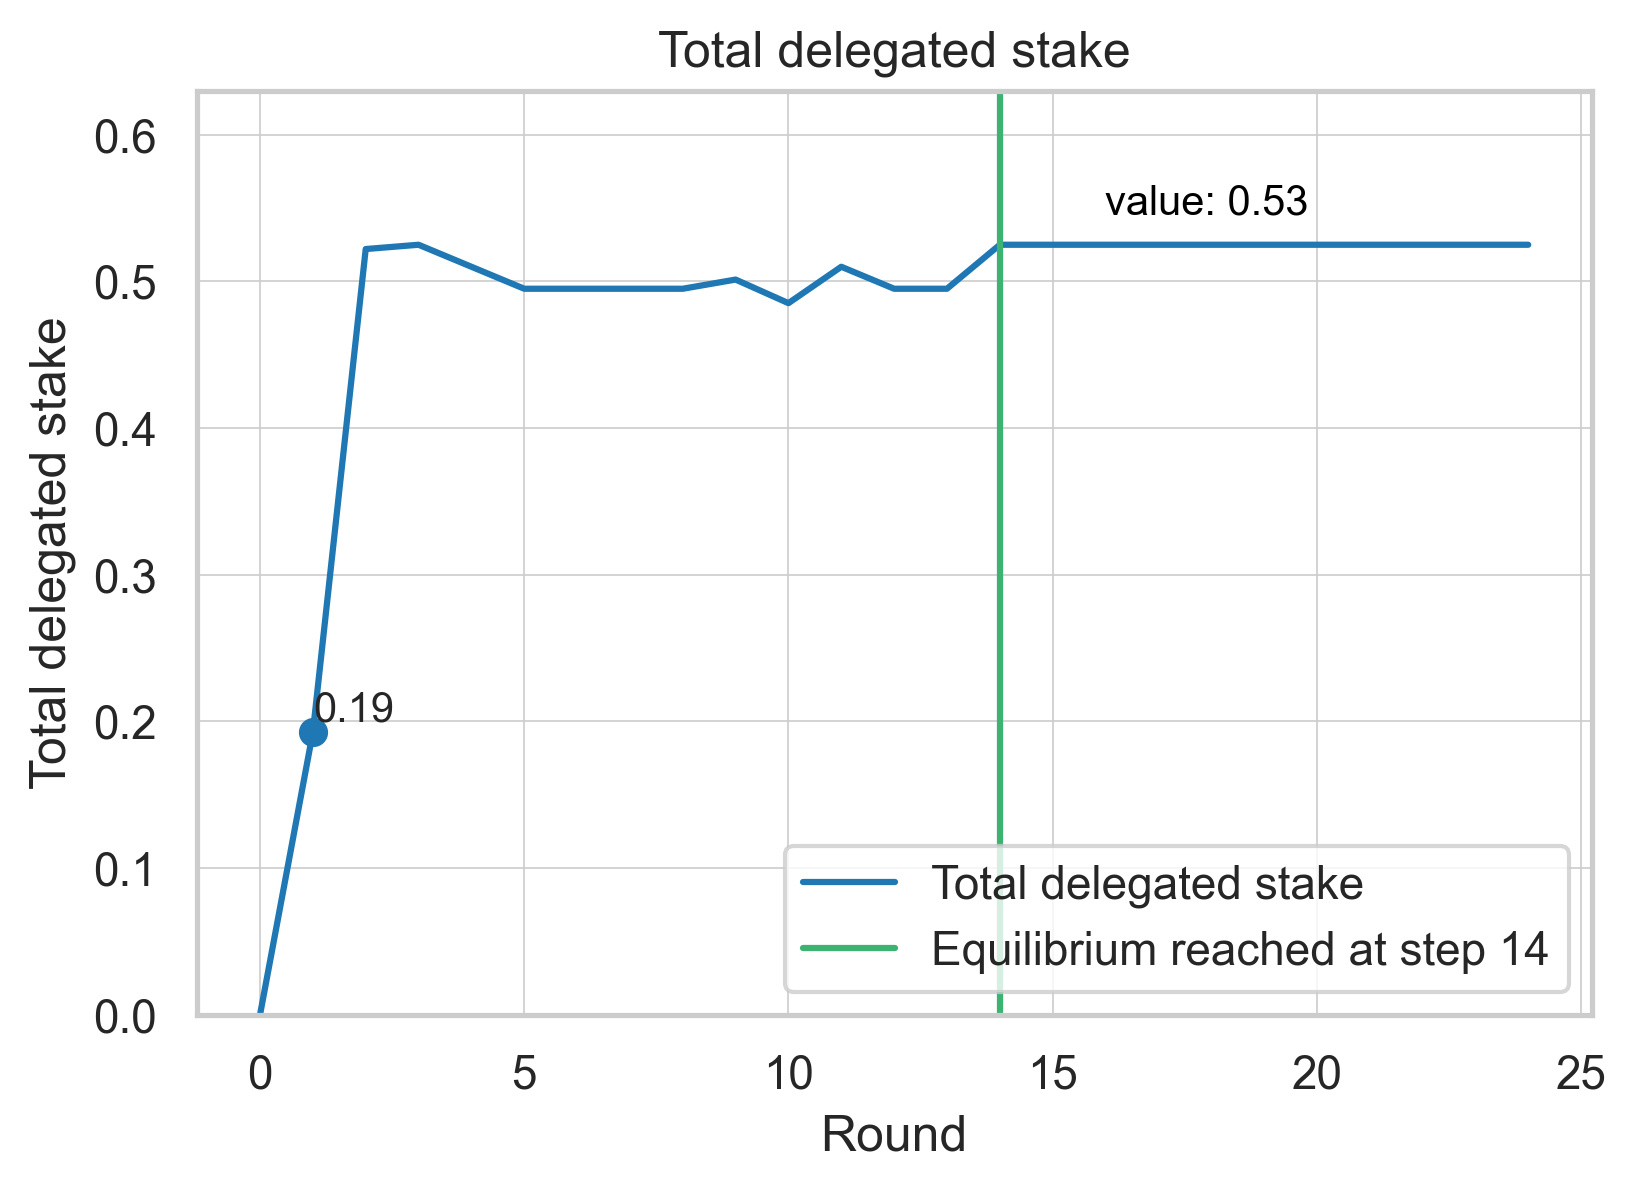 Total delegated stake
0.6
0.5
0.4
0.3
0.2
0.1
0.0
Total delegated stake
value: 0.53
0.19
Total delegated stake
Equilibrium reached at step 14
0 5 10 15 20 25
Round